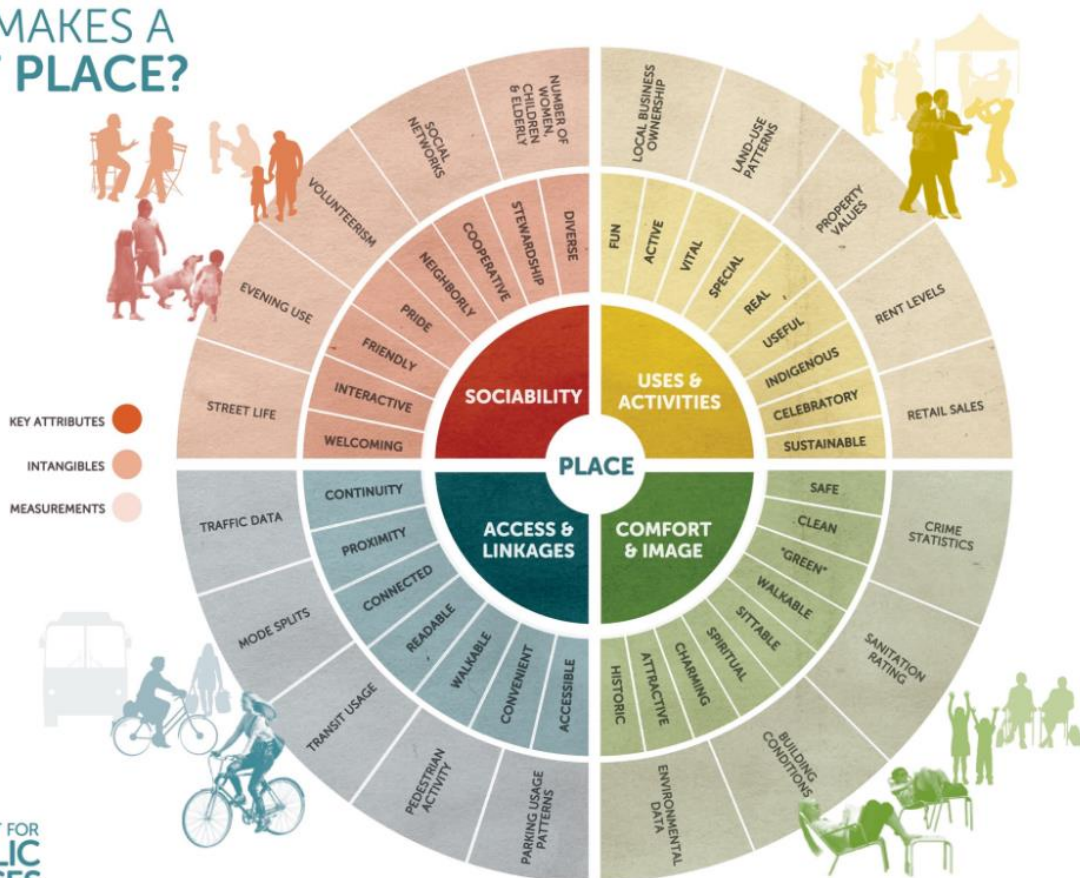 MAKES A
PLACE?
KEY ATTRIBUTES
INTANGIBLES
MEASUREMENTS
PLACE
SOCIABILITY
USES &
ACTIVITIES
ACCESS &
LINKAGES
COMFORT
& IMAGE
WELCOMING
INTERACTIVE
FRIENDLY
PRIDE
NEIGHBORLY
COOPERATIVE
STEWARDSHIP
DIVERSE
FUN
ACTIVE
VITAL
SPECIAL
REAL
USEFUL
INDIGENOUS
CELEBRATORY
SUSTAINABLE
SAFE
CLEAN
"GREEN"
WALKABLE
SITTABLE
SPIRITUAL
CHARMING
ATTRACTIVE
HISTORIC
ACCESSIBLE
CONVENIENT
WALKABLE
READABLE
CONNECTED
PROXIMITY
CONTINUITY
STREET LIFE
EVENING USE
VOLUNTEERISM
SOCIAL
NETWORKS
NUMBER OF
WOMEN,
CHILDREN
& ELDERLY
LOCAL BUSINESS
OWNERSHIP
LAND-USE
PATTERNS
PROPERTY
VALUES
RENT LEVELS
RETAIL SALES
CRIME
STATISTICS
SANITATION
RATING
BUILDING
CONDITIONS
ENVIRONMENTAL
DATA
PARKING USAGE
PATTERNS
PEDESTRIAN
ACTIVITY
TRANSIT USAGE
MODE SPLITS
TRAFFIC DATA
FOR
LIC